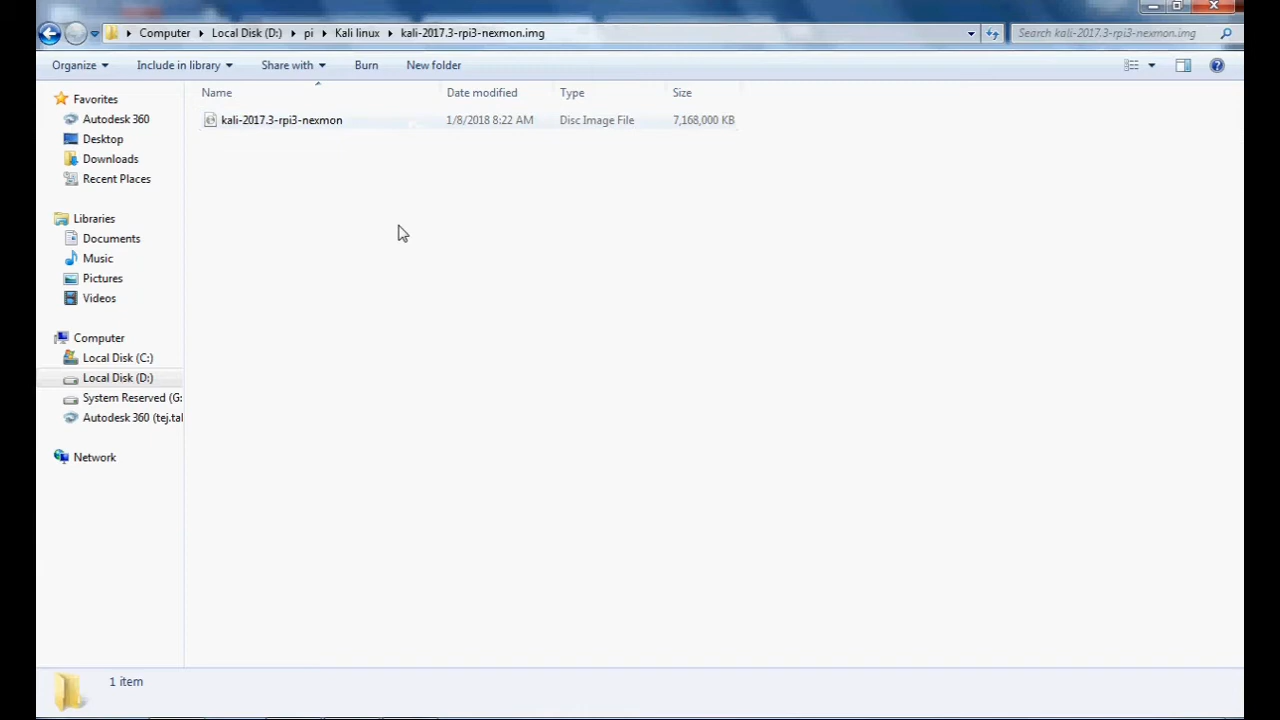 Computer Local Disk (D:) pi Kali linux kali-2017.3-rpi3-nexmon.img Search kali-2017.3-rpi3-nexmon.img
Organize Include in library Share with Burn New folder
Name Date modified Type Size
kali-2017.3-rpi3-nexmon 1/8/2018 8:22 AM Disc Image File 7,168,000 KB
Favorites
Autodesk 360
Desktop
Downloads
Recent Places
Libraries
Documents
Music
Pictures
Videos
Computer
Local Disk (C:)
Local Disk (D:)
System Reserved (G:
Autodesk 360 (tej.tal
Network
1 item